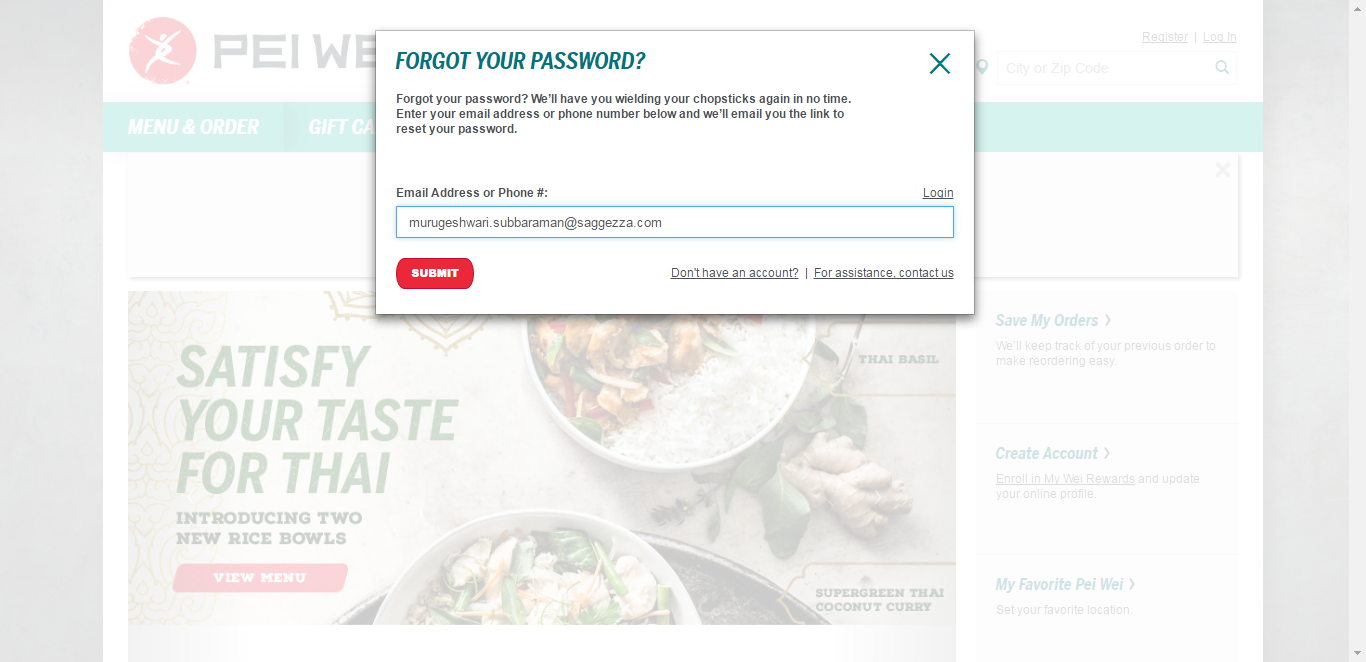 PEI WE
Register | Log In
City or Zip Code
MENU & ORDER
GIFT CA
FORGOT YOUR PASSWORD?
Forgot your password? We'll have you wielding your chopsticks again in no time.
Enter your email address or phone number below and we'll email you the link to
reset your password.
Email Address or Phone #:
Login
murugeshwari.subbaraman@saggezza.com
SUBMIT
Don't have an account? | For assistance, contact us
SATISFY
YOUR TASTE
FOR THAI
INTRODUCING TWO
NEW RICE BOWLS
VIEW MENU
THAI BASIL
SUPERGREEN THAI
COCONUT CURRY
Save My Orders
We'll keep track of your previous order to
make reordering easy.
Create Account
Enroll in My Wei Rewards and update
your online profile.
My Favorite Pei Wei
Set your favorite location.